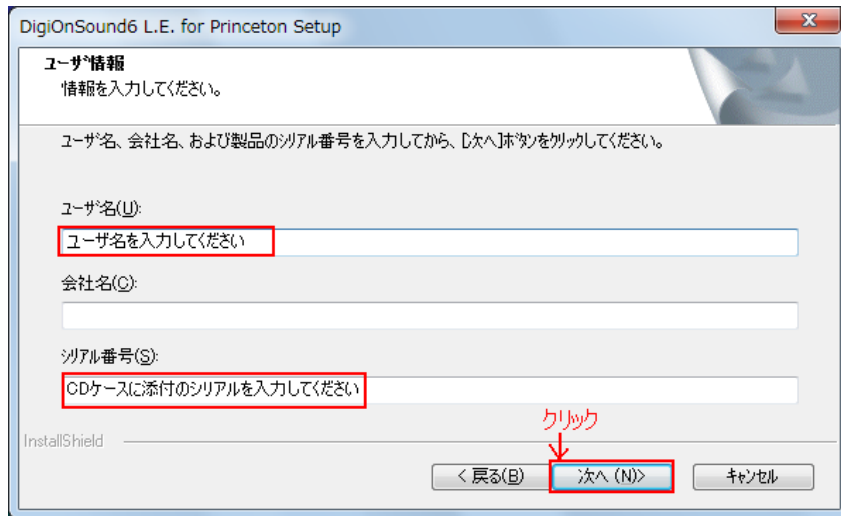 DigiOnSound6 L.E. for Princeton Setup
ユーザ情報
情報を入力してください。
ユーザ名、会社名、および製品のシリアル番号を入力してから、[次へ]ボタンをクリックしてください。
ユーザ名(U):
ユーザ名を入力してください
会社名(C):
シリアル番号(S):
CDケースに添付のシリアルを入力してください
クリック
InstallShield
< 戻る(B) 次へ (N)> キャンセル